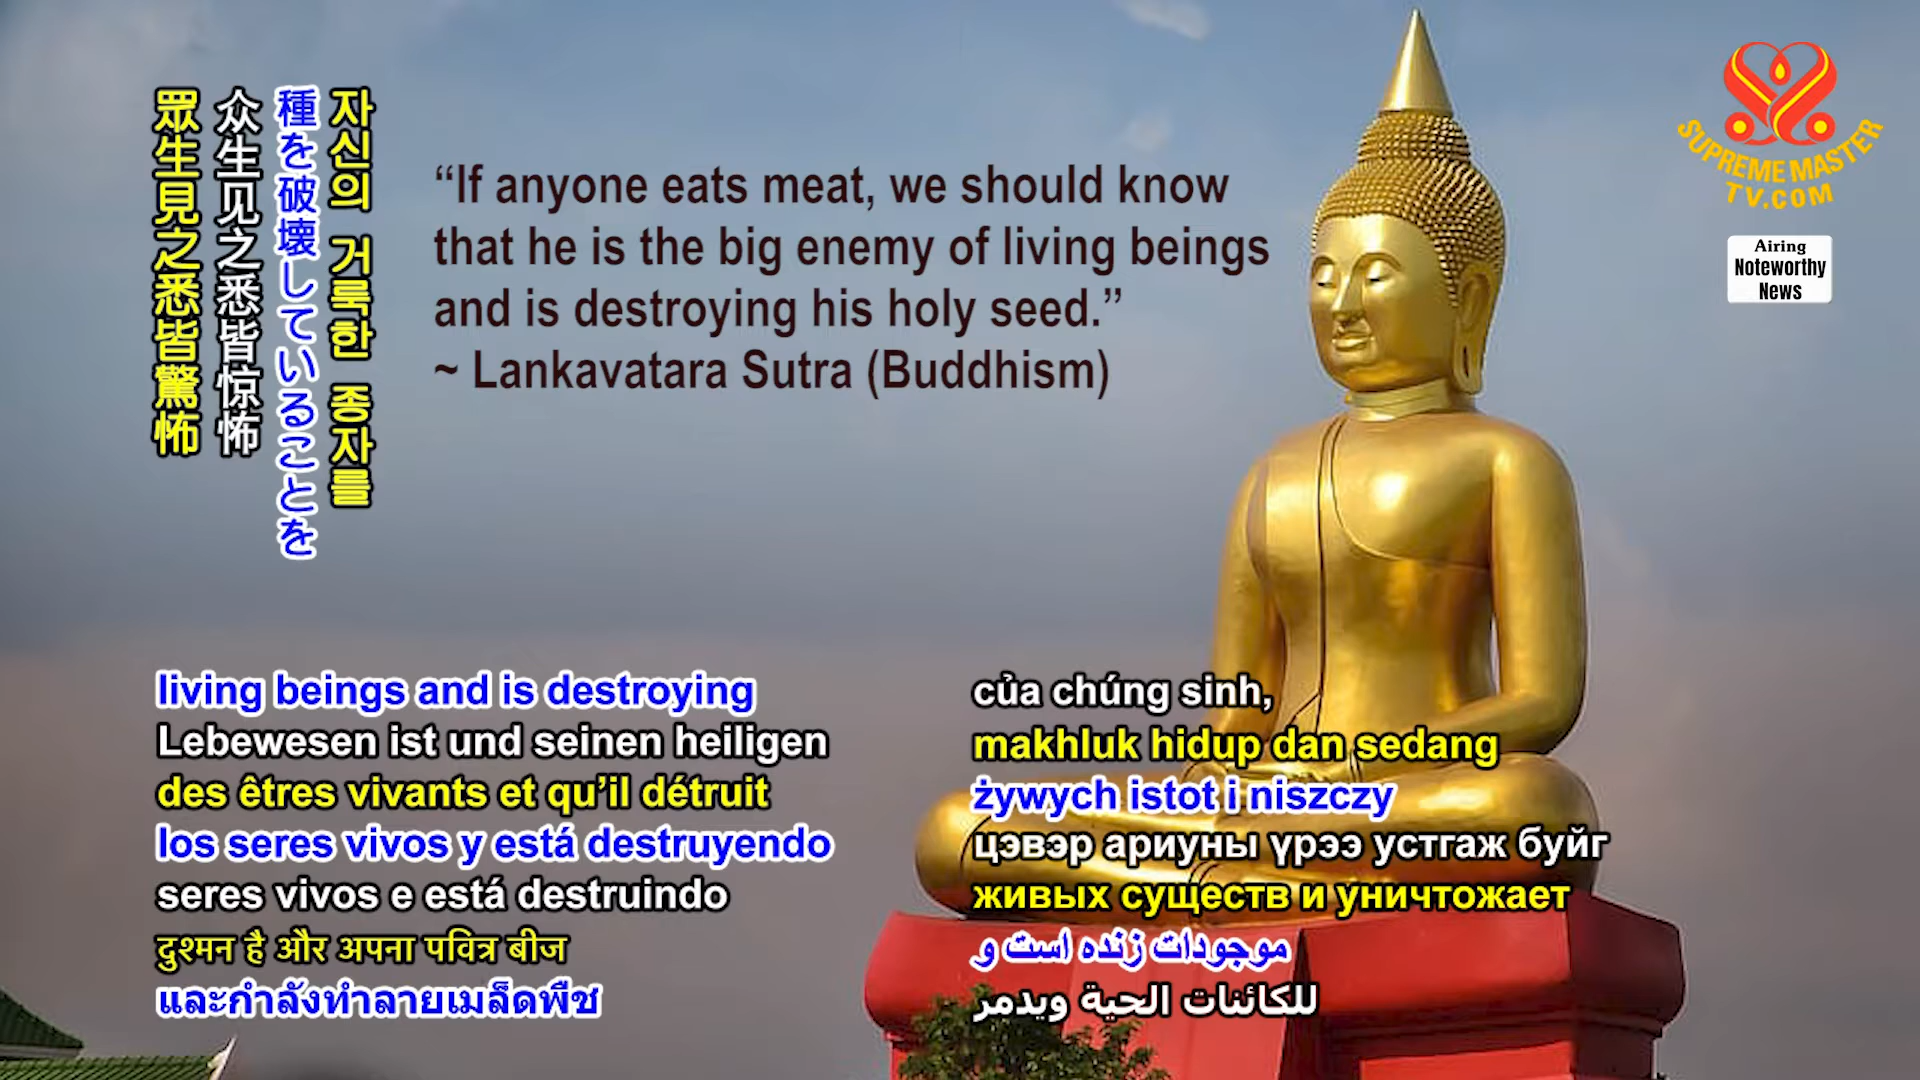 眾生見之悉皆驚怖
众生见之悉皆惊怖
種を破壊していることを
자신의 거룩한 종자를
“If anyone eats meat, we should know
that he is the big enemy of living beings
and is destroying his holy seed.”
~ Lankavatara Sutra (Buddhism)
SUPREME MASTER
TV.COM
Airing
Noteworthy
News
living beings and is destroying
Lebewesen ist und seinen heiligen
des êtres vivants et qu’il détruit
los seres vivos y está destruyendo
seres vivos e está destruindo
दुश्मन है और अपना पवित्र बीज
และกำลังทำลายเมล็ดพืช
của chúng sinh,
makhluk hidup dan sedang
żywych istot i niszczy
цэвэр ариуны үрээ устгаж буйг
живых существ и уничтожает
موجودات زنده است و
للكائنات الحية ويدمر